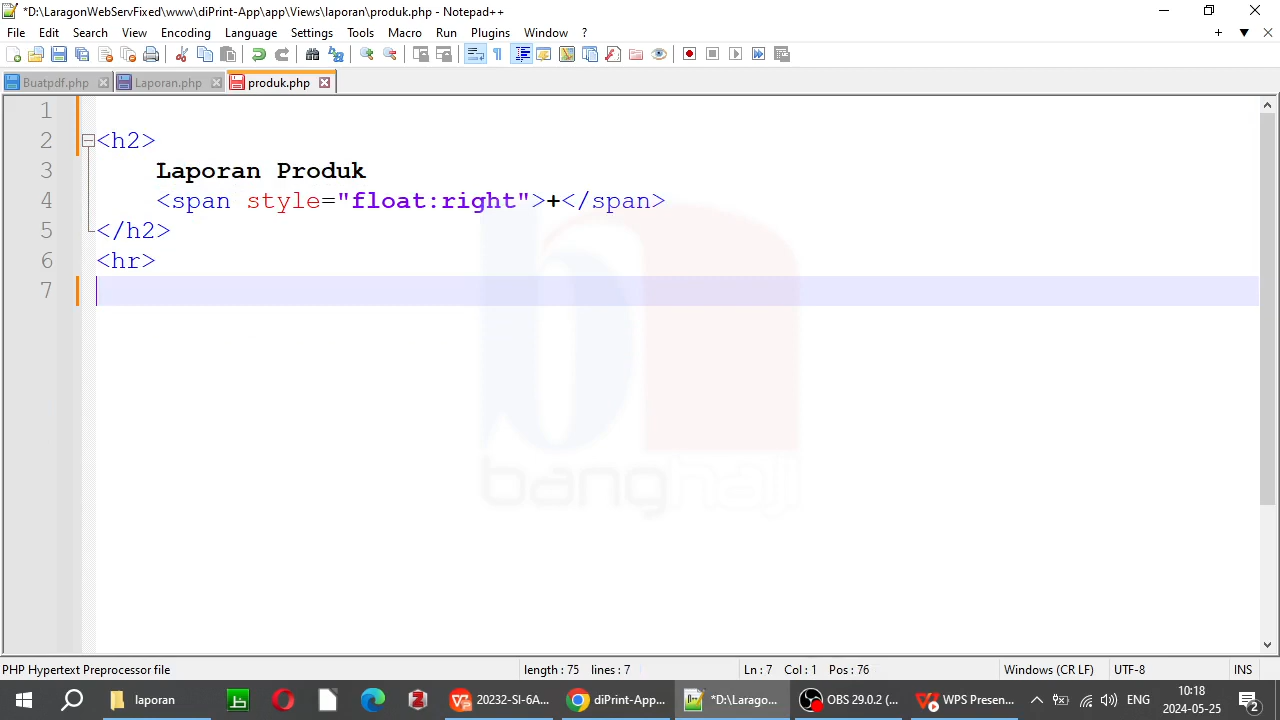 *D:\LaragonWebServFixed\www\diPrint-App\app\Views\laporan\produk.php - Notepad++
File Edit Search View Encoding Language Settings Tools Macro Run Plugins Window ?
Buatpdf.php Laporan.php produk.php
1
2 <h2>
3 Laporan Produk
4 <span style="float:right">+</span>
5 </h2>
6 <hr>
7
banghaji
PHP Hypertext Preprocessor file length : 75 lines : 7 Ln : 7 Col : 1 Pos : 76 Windows (CR LF) UTF-8 INS
laporan 20232-SI-6A... diPrint-App... *D:\Larago... OBS 29.0.2 (... WPS Presen... ENG 10:18
2024-05-25 2